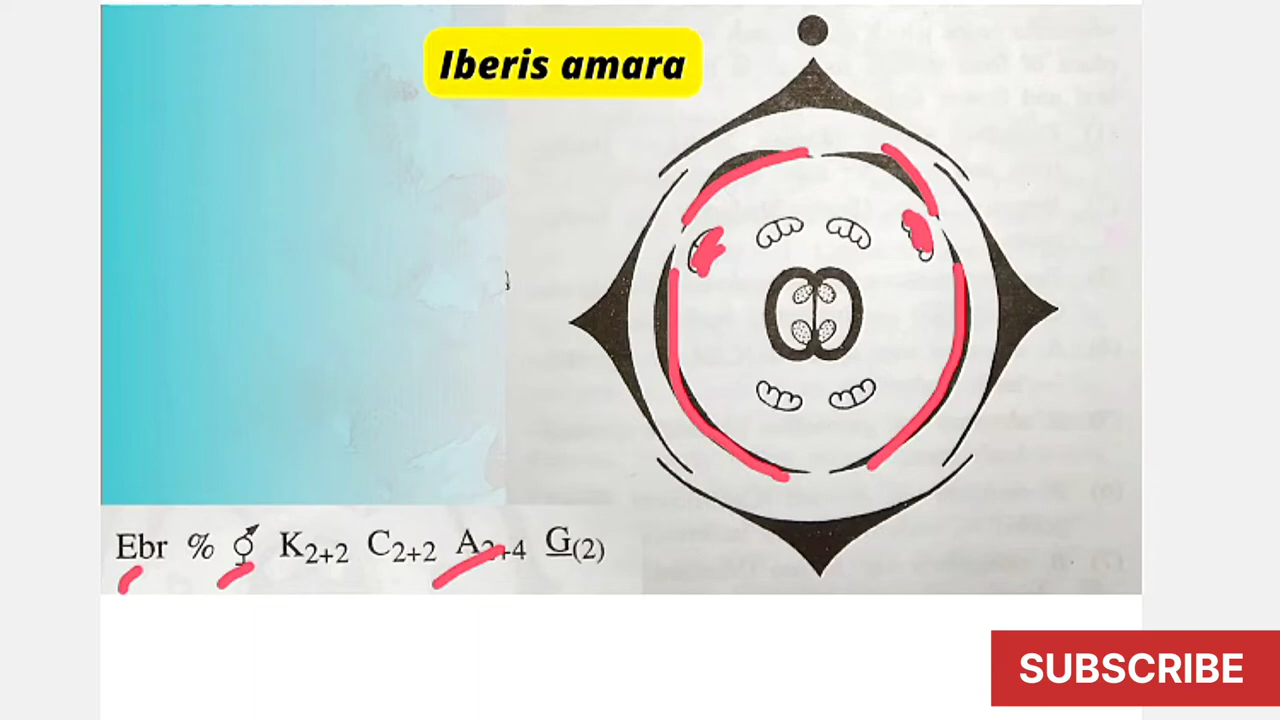 Iberis amara
Ebr % ⚥ K₂₊₂ C₂₊₂ A₂₊₄ G̲₍₂₎
SUBSCRIBE